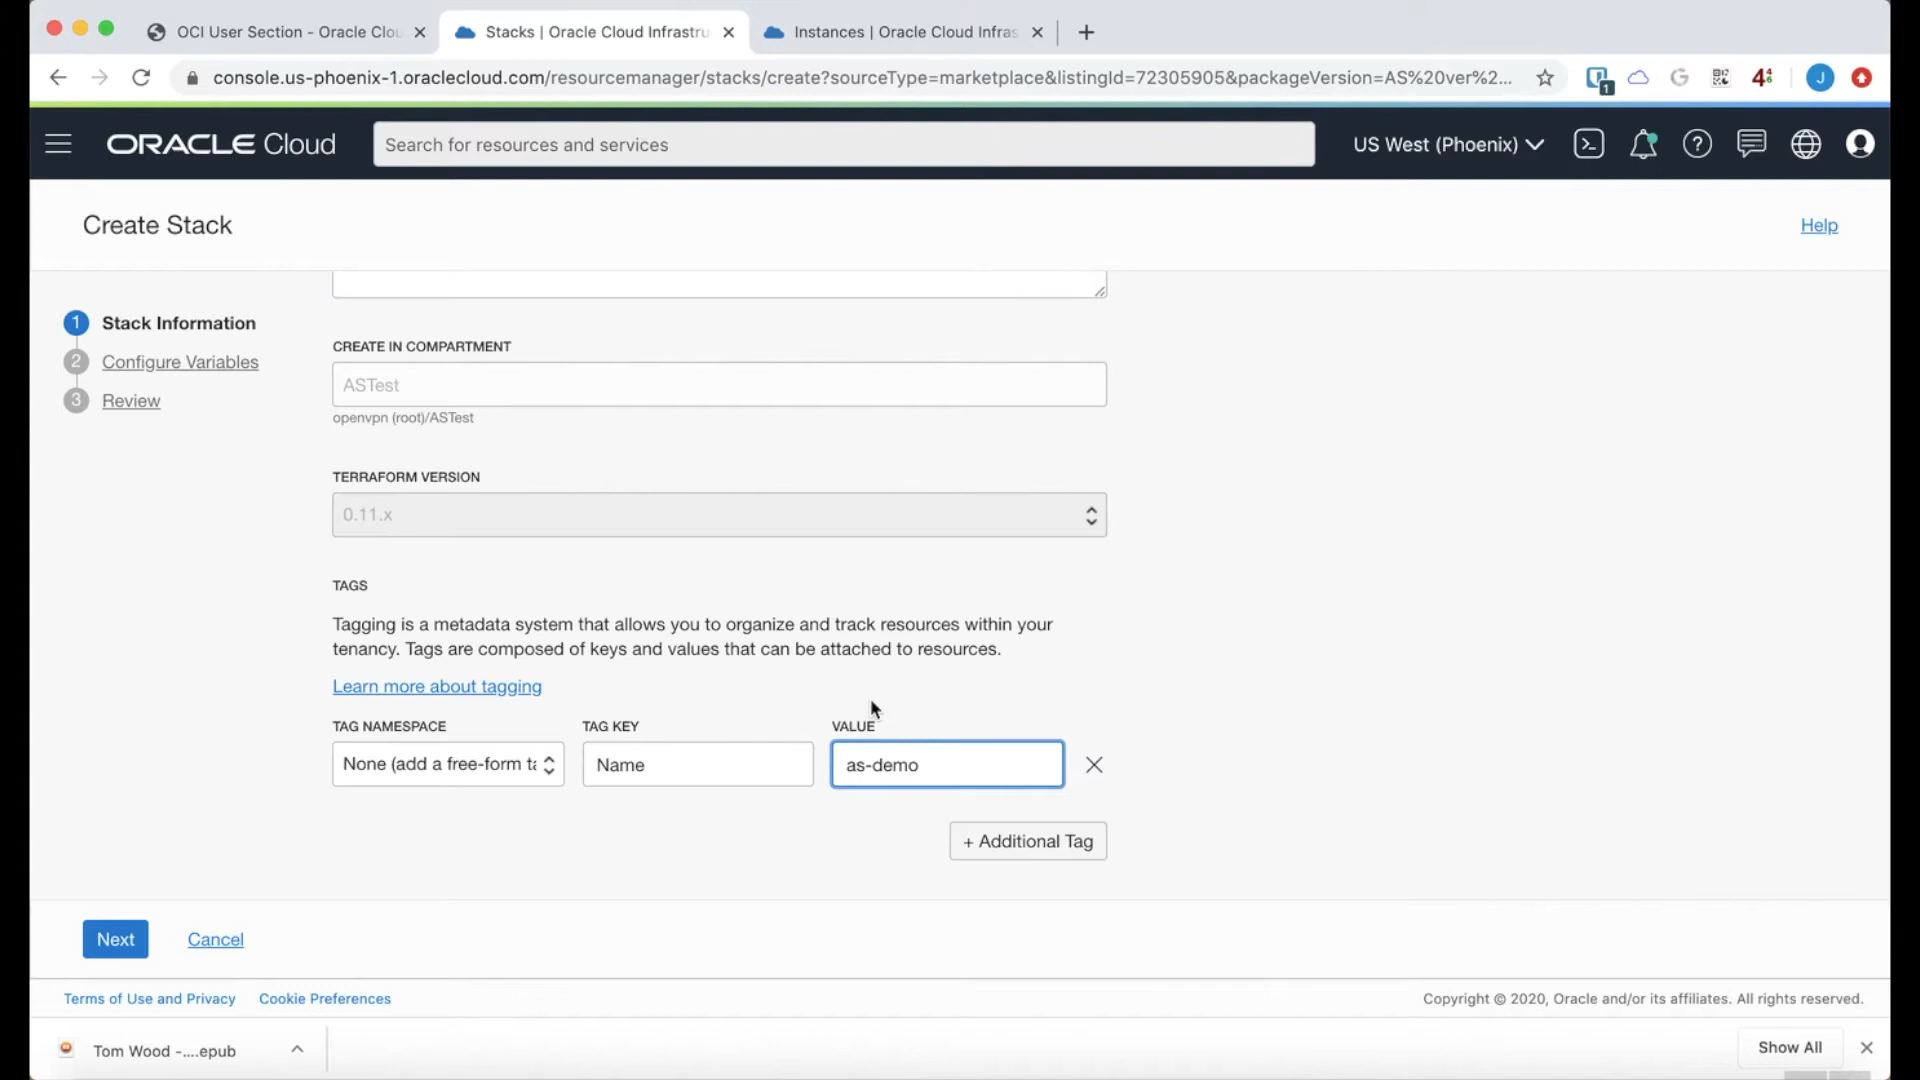 OCI User Section - Oracle Clou
Stacks | Oracle Cloud Infrastru
Instances | Oracle Cloud Infras
console.us-phoenix-1.oraclecloud.com/resourcemanager/stacks/create?sourceType=marketplace&listingId=72305905&packageVersion=AS%20ver%2...
1
4
6
J
ORACLE Cloud
Search for resources and services
US West (Phoenix)
Create Stack
Help
1 Stack Information
2 Configure Variables
3 Review
CREATE IN COMPARTMENT
ASTest
openvpn (root)/ASTest
TERRAFORM VERSION
0.11.x
TAGS
Tagging is a metadata system that allows you to organize and track resources within your
tenancy. Tags are composed of keys and values that can be attached to resources.
Learn more about tagging
TAG NAMESPACE TAG KEY VALUE
None (add a free-form ta Name as-demo
+ Additional Tag
Next Cancel
Terms of Use and Privacy Cookie Preferences
Copyright © 2020, Oracle and/or its affiliates. All rights reserved.
Tom Wood -....epub
Show All